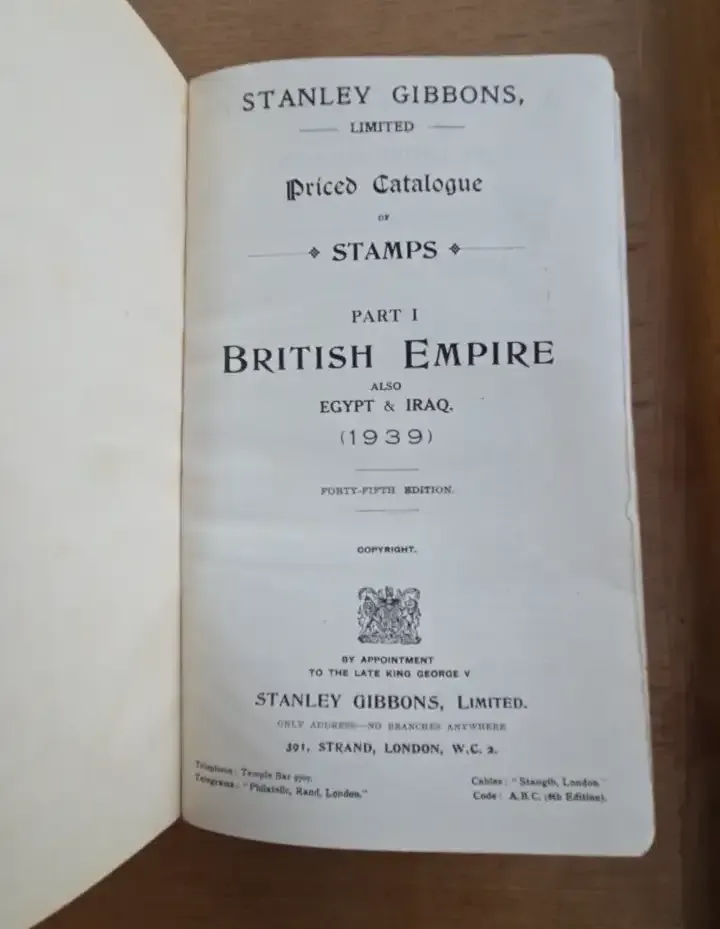 STANLEY GIBBONS,
LIMITED
Priced Catalogue
OF
STAMPS
PART I
BRITISH EMPIRE
ALSO
EGYPT & IRAQ.
(1939)
FORTY-FIFTH EDITION.
COPYRIGHT.
BY APPOINTMENT
TO THE LATE KING GEORGE V
STANLEY GIBBONS, LIMITED.
ONLY ADDRESS—NO BRANCHES ANYWHERE
391, STRAND, LONDON, W.C. 2.
Telephone: Temple Bar
Telegrams: "Philatelic, Rand, London."
Cables: "Stangib, London."
Code: A.B.C. (6th Edition).